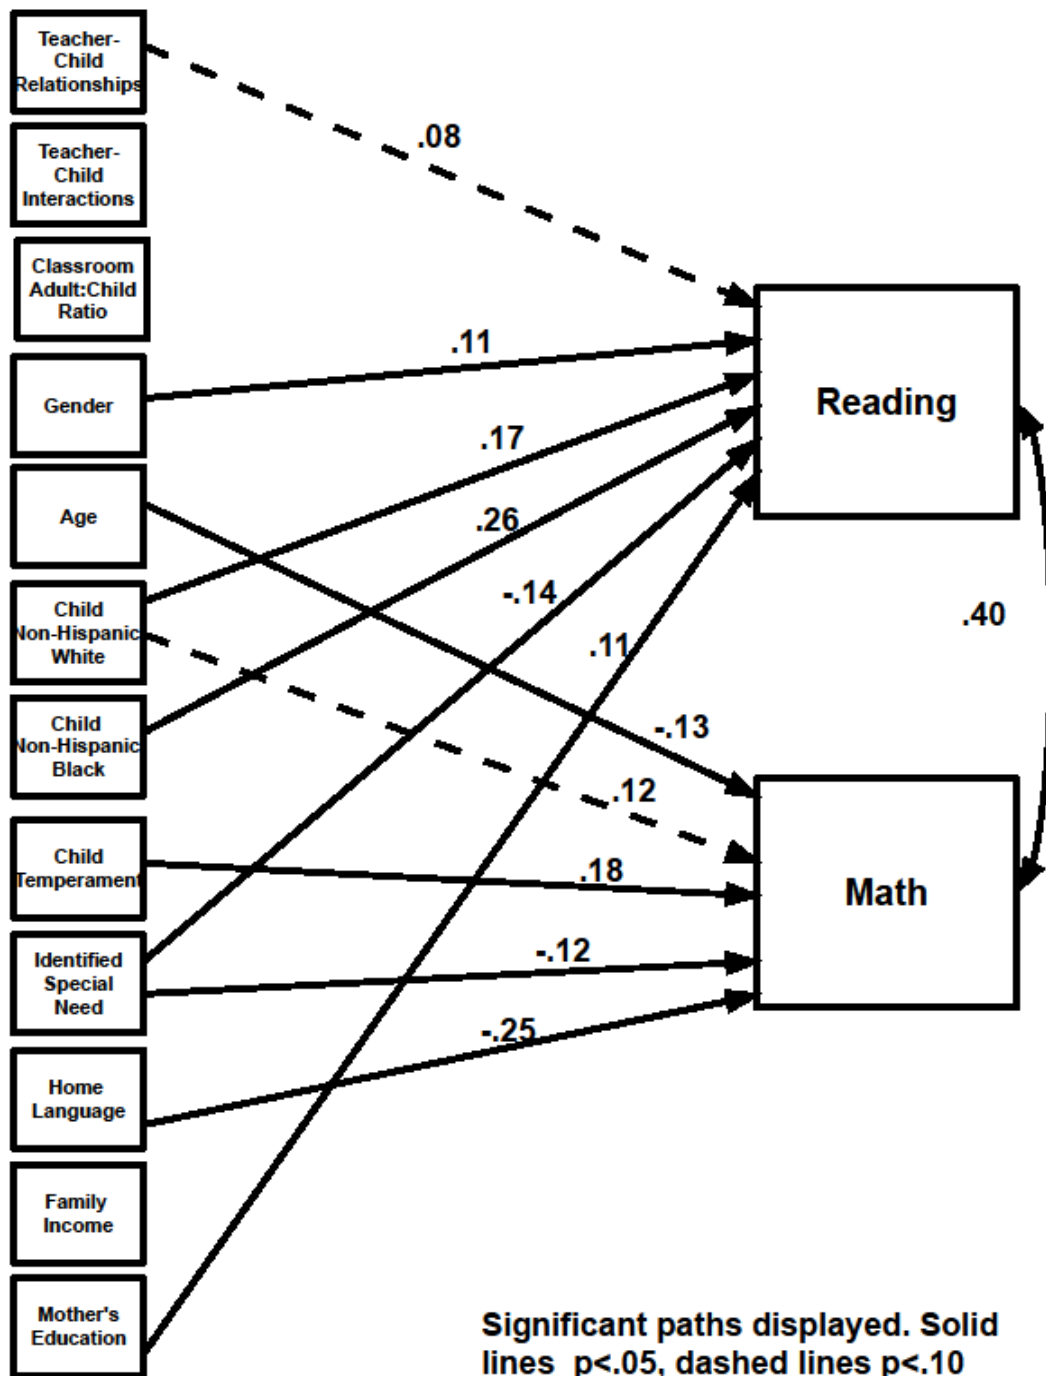 Teacher-
Child
Relationships
.08
Teacher-
Child
Interactions
Classroom
Adult:Child
Ratio
.11
Gender
Reading
.17
Age
.26
-.14
Child
Non-Hispanic
White
.40
.11
Child
Non-Hispanic
Black
-.13
.12
Child
Temperament
.18
Math
Identified
Special
Need
-.12
-.25
Home
Language
Family
Income
Mother's
Education
Significant paths displayed. Solid
lines p<.05, dashed lines p<.10